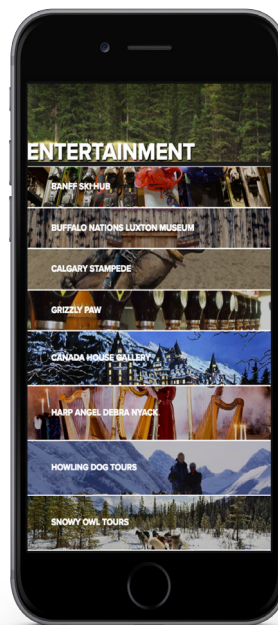 ENTERTAINMENT
BANFF SKI HUB
BUFFALO NATIONS LUXTON MUSEUM
CALGARY STAMPEDE
GRIZZLY PAW
CANADA HOUSE GALLERY
HARP ANGEL DEBRA NYACK
HOWLING DOG TOURS
SNOWY OWL TOURS